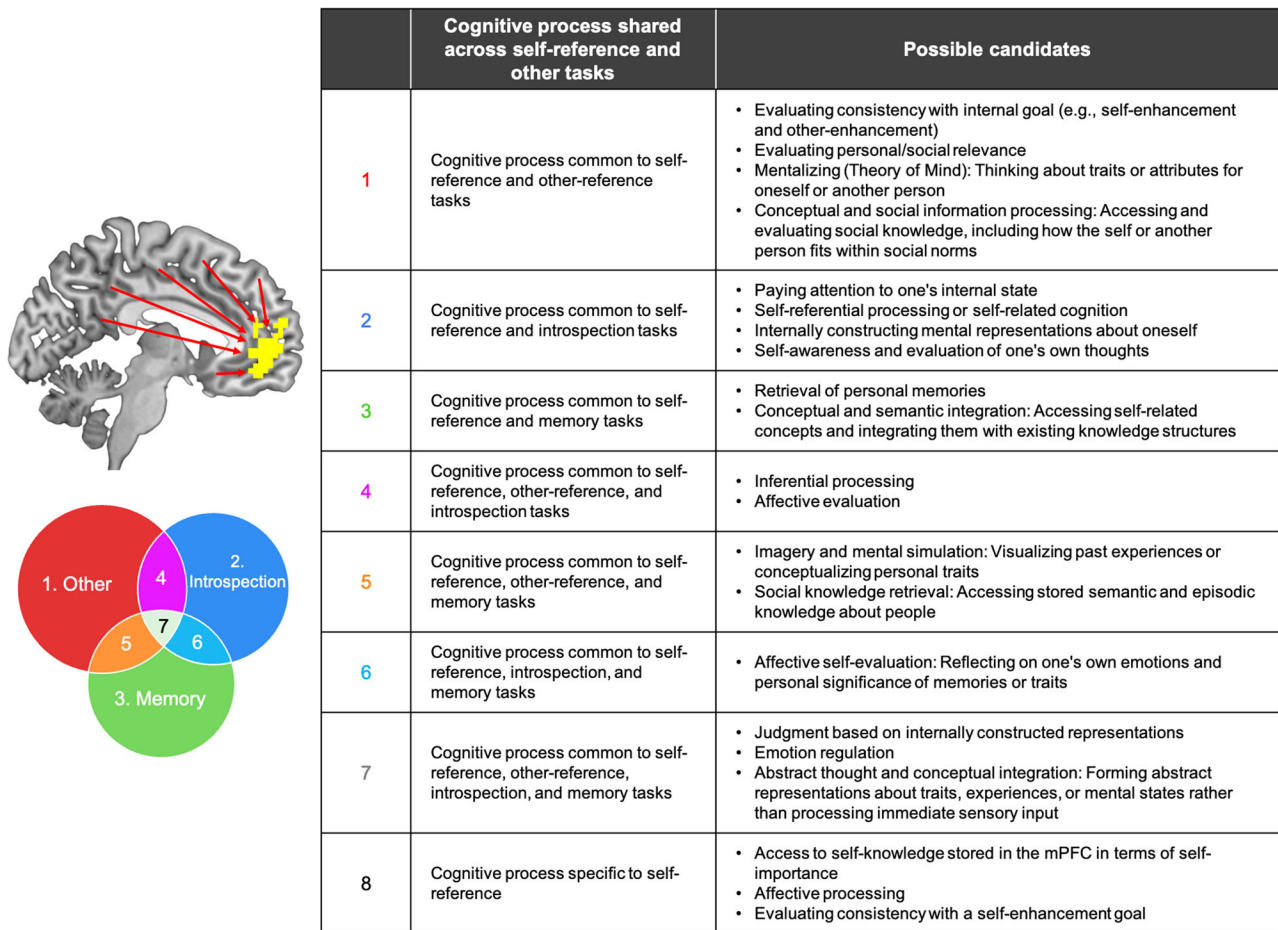 Cognitive process shared
across self-reference and
other tasks
Possible candidates
1
Cognitive process common to self-
reference and other-reference
tasks
• Evaluating consistency with internal goal (e.g., self-enhancement
and other-enhancement)
• Evaluating personal/social relevance
• Mentalizing (Theory of Mind): Thinking about traits or attributes for
oneself or another person
• Conceptual and social information processing: Accessing and
evaluating social knowledge, including how the self or another
person fits within social norms
2
Cognitive process common to self-
reference and introspection tasks
• Paying attention to one's internal state
• Self-referential processing or self-related cognition
• Internally constructing mental representations about oneself
• Self-awareness and evaluation of one's own thoughts
3
Cognitive process common to self-
reference and memory tasks
• Retrieval of personal memories
• Conceptual and semantic integration: Accessing self-related
concepts and integrating them with existing knowledge structures
4
Cognitive process common to self-
reference, other-reference, and
introspection tasks
• Inferential processing
• Affective evaluation
5
Cognitive process common to self-
reference, other-reference, and
memory tasks
• Imagery and mental simulation: Visualizing past experiences or
conceptualizing personal traits
• Social knowledge retrieval: Accessing stored semantic and episodic
knowledge about people
6
Cognitive process common to self-
reference, introspection, and
memory tasks
• Affective self-evaluation: Reflecting on one's own emotions and
personal significance of memories or traits
7
Cognitive process common to self-
reference, other-reference,
introspection, and memory tasks
• Judgment based on internally constructed representations
• Emotion regulation
• Abstract thought and conceptual integration: Forming abstract
representations about traits, experiences, or mental states rather
than processing immediate sensory input
8
Cognitive process specific to self-
reference
• Access to self-knowledge stored in the mPFC in terms of self-
importance
• Affective processing
• Evaluating consistency with a self-enhancement goal
1. Other
4
2.
Introspection
7
5
6
3. Memory